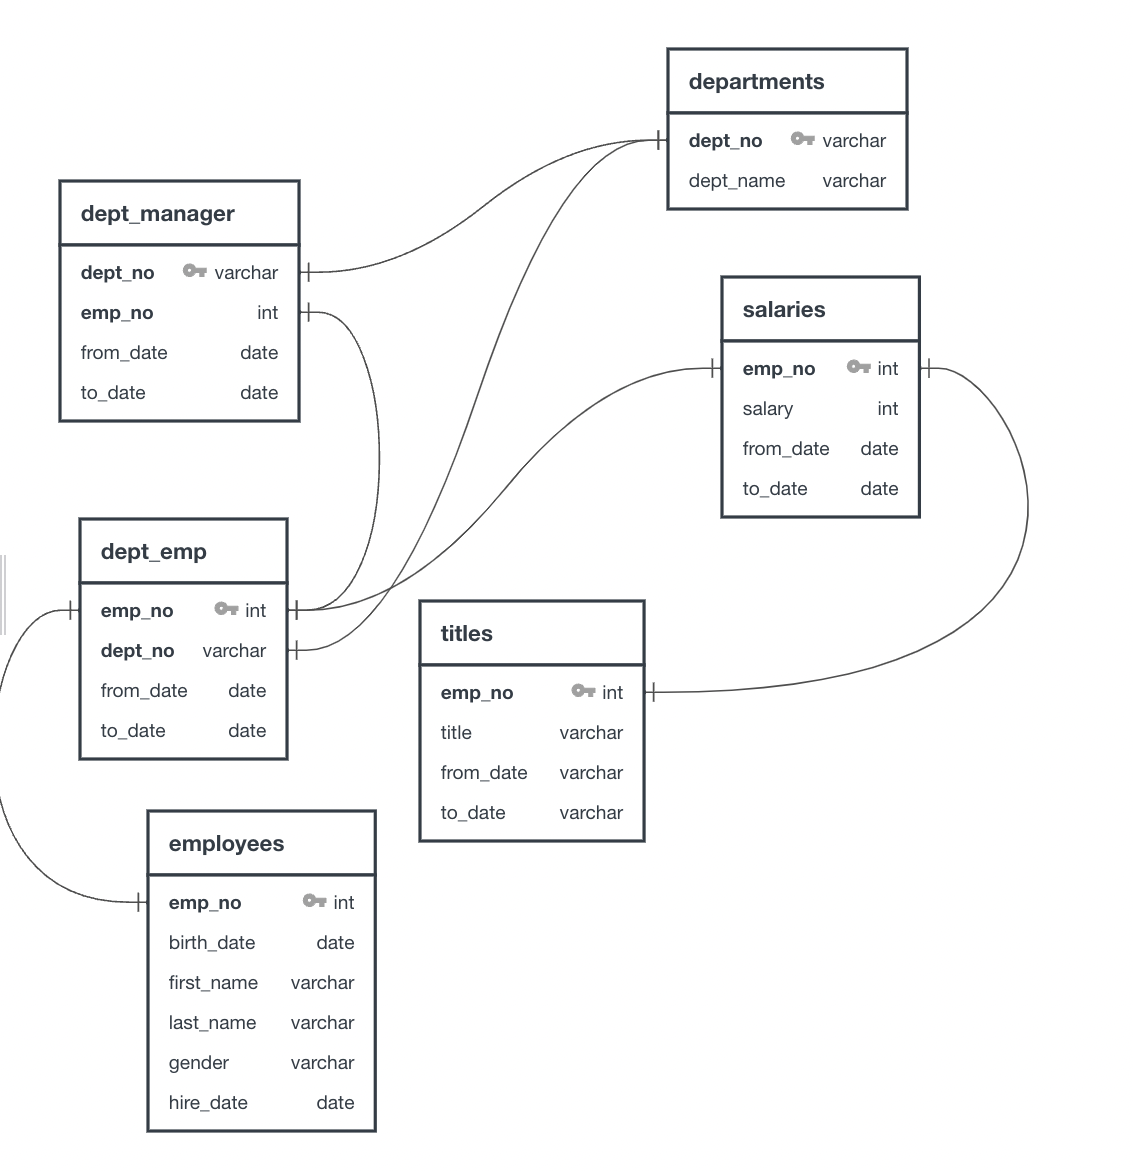 departments
dept_no varchar
dept_name varchar
dept_manager
dept_no varchar
emp_no int
from_date date
to_date date
salaries
emp_no int
salary int
from_date date
to_date date
dept_emp
emp_no int
dept_no varchar
from_date date
to_date date
titles
emp_no int
title varchar
from_date varchar
to_date varchar
employees
emp_no int
birth_date date
first_name varchar
last_name varchar
gender varchar
hire_date date